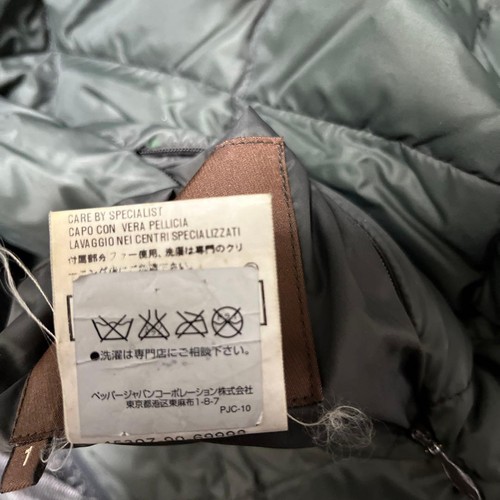 CARE BY SPECIALIST
CAPO CON VERA PELLICIA
LAVAGGIO NEI CENTRI SPECIALIZZATI
付属部分 ファー使用、洗濯は専門のクリ
●洗濯は専門店にご相談下さい。
ペッパージャパンコーポレーション株式会社
東京都港区東麻布1-8-7
PJC-10
1